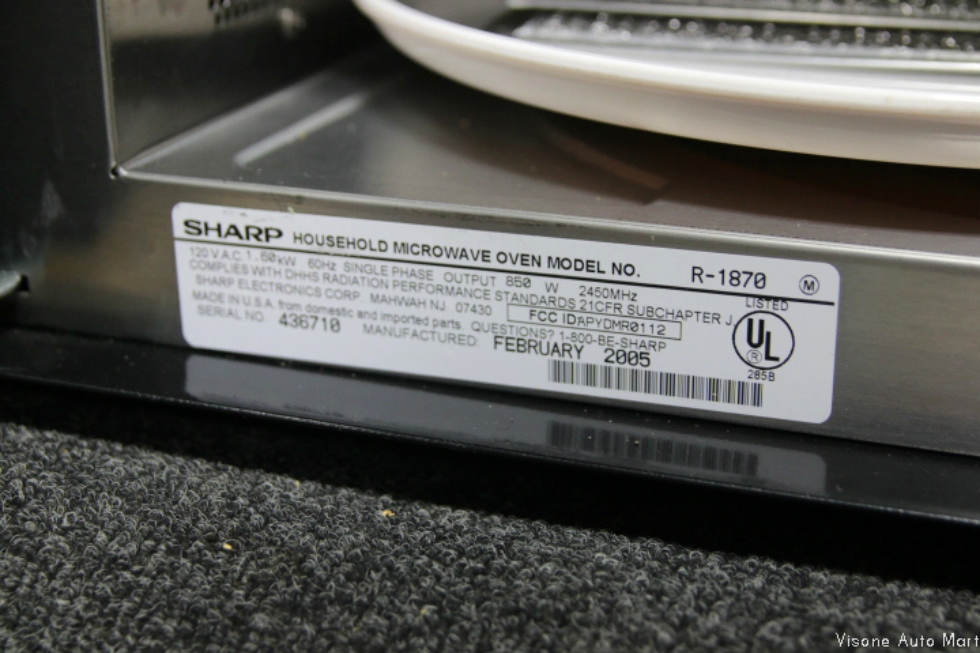 SHARP HOUSEHOLD MICROWAVE OVEN MODEL NO. R-1870 M
120 V A.C. 1.60kW 60Hz SINGLE PHASE OUTPUT 850 W 2450MHz
COMPLIES WITH DHHS RADIATION PERFORMANCE STANDARDS 21CFR SUBCHAPTER J
SHARP ELECTRONICS CORP. MAHWAH NJ 07430 FCC ID:APYDMR0112
MADE IN U.S.A. from domestic and imported parts. QUESTIONS? 1-800-BE-SHARP
SERIAL NO. 436710 MANUFACTURED: FEBRUARY 2005
LISTED
UL
®
285B
Visone Auto Mart